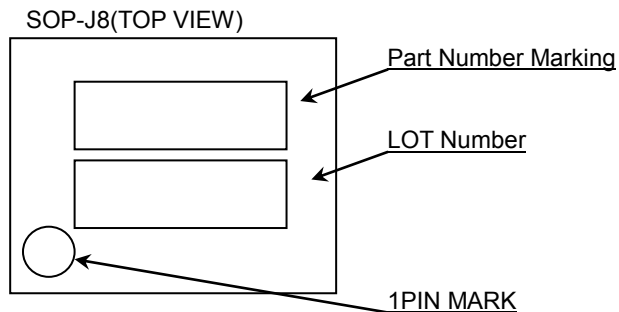 SOP-J8(TOP VIEW)
Part Number Marking
LOT Number
1PIN MARK